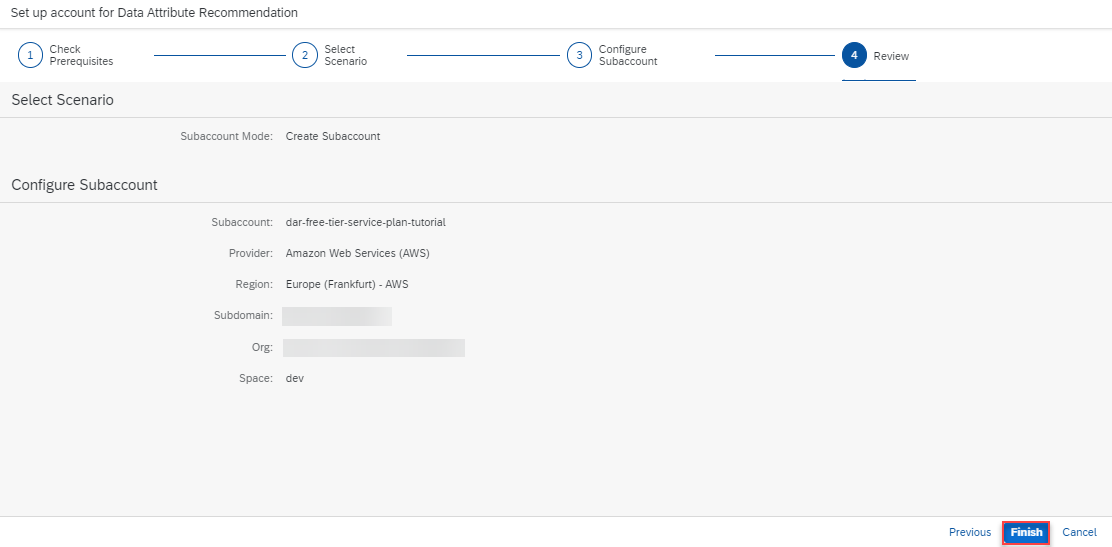 Set up account for Data Attribute Recommendation
1 Check Prerequisites
2 Select Scenario
3 Configure Subaccount
4 Review
Select Scenario
Subaccount Mode: Create Subaccount
Configure Subaccount
Subaccount: dar-free-tier-service-plan-tutorial
Provider: Amazon Web Services (AWS)
Region: Europe (Frankfurt) - AWS
Subdomain:
Org:
Space: dev
Previous Finish Cancel